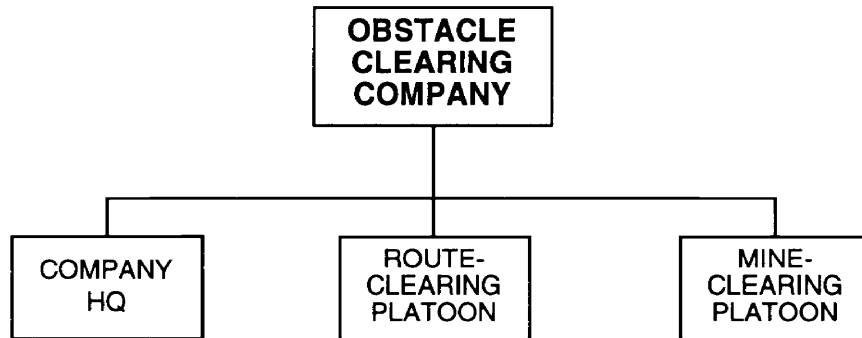 OBSTACLE
CLEARING
COMPANY
COMPANY
HQ
ROUTE-
CLEARING
PLATOON
MINE-
CLEARING
PLATOON